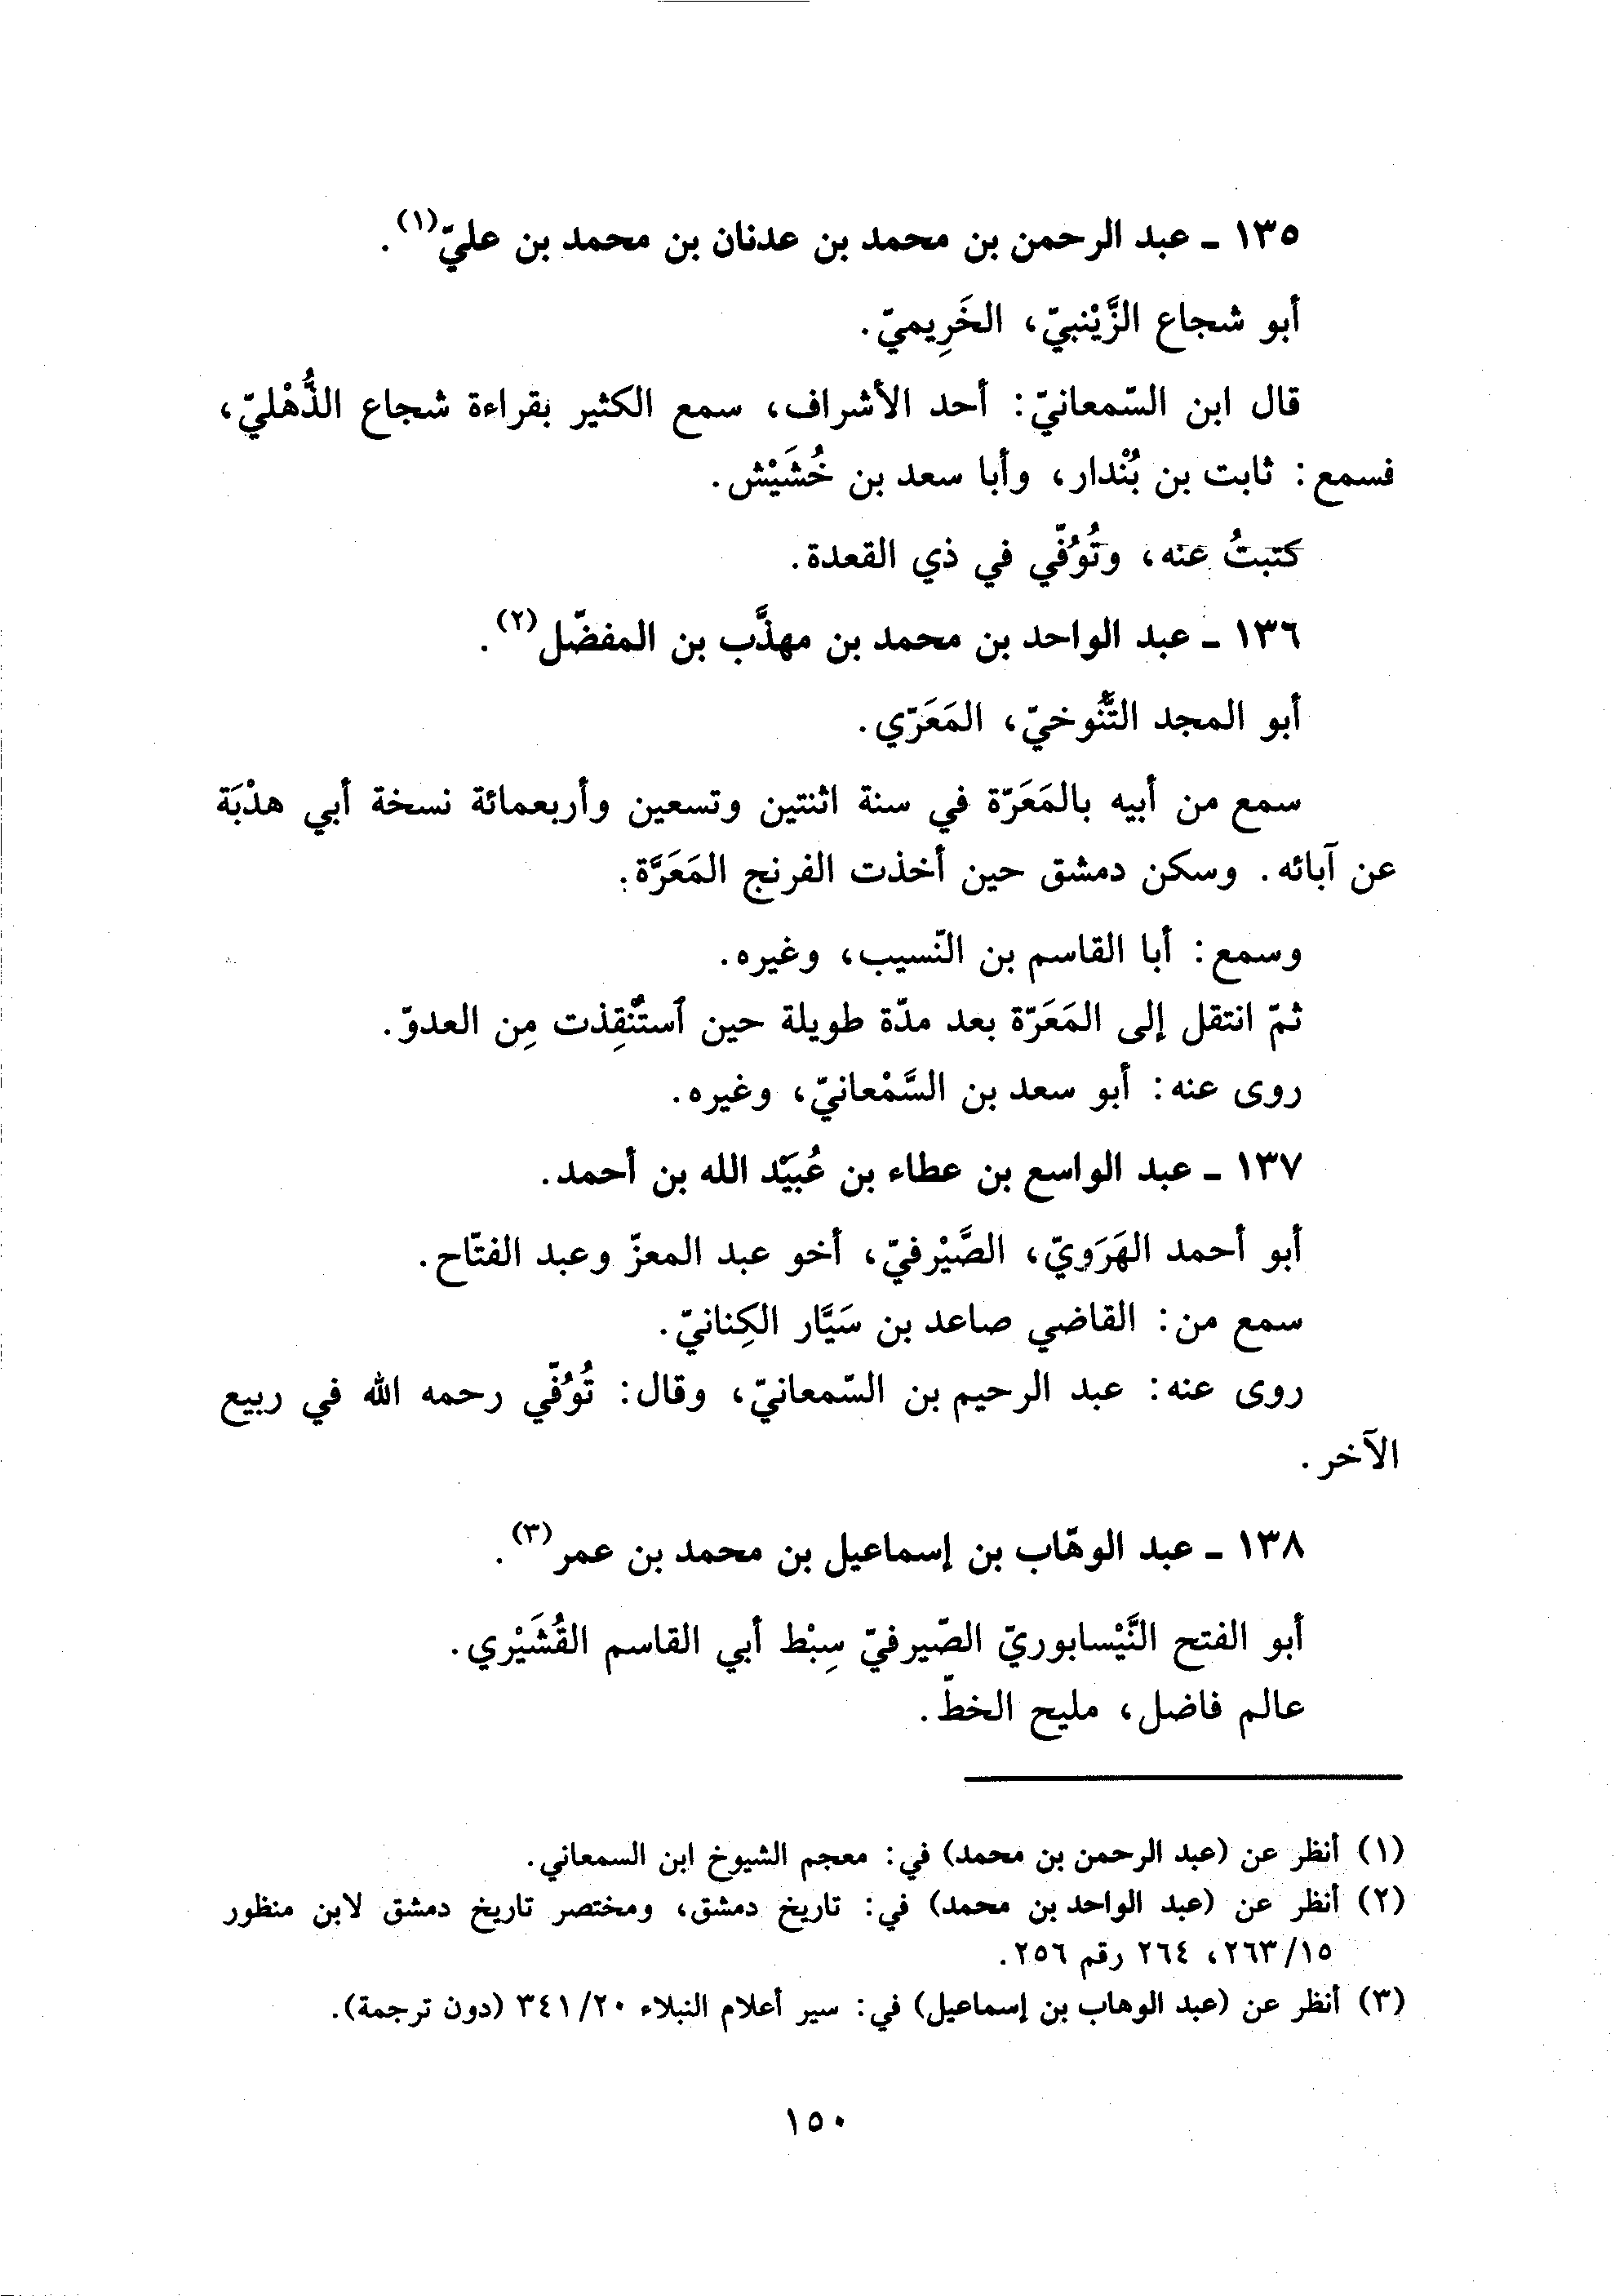 ١٣٥ ـ عبد الرحمن بن محمد بن عدنان بن محمد بن عليّ(١).
أبو شجاع الزَّيْنبيّ، الخَرِيميّ.
قال ابن السّمعانيّ: أحد الأشراف، سمع الكثير بقراءة شجاع الذُّهْليّ،
فسمع: ثابت بن بُنْدار، وأبا سعد بن خُشَيْش.
كتبتُ عنه، وتُوُفّي في ذي القعدة.
١٣٦ ـ عبد الواحد بن محمد بن مهذَّب بن المفضّل(٢).
أبو المجد التَّنُوخيّ، المَعَرّي.
سمع من أبيه بالمَعَرّة في سنة اثنتين وتسعين وأربعمائة نسخة أبي هدْبَة
عن آبائه. وسكن دمشق حين أخذت الفرنج المَعَرَّة.
وسمع: أبا القاسم بن النّسيب، وغيره.
ثمّ انتقل إلى المَعَرّة بعد مدّة طويلة حين ٱستُنْقِذت مِن العدوّ.
روى عنه: أبو سعد بن السَّمْعانيّ، وغيره.
١٣٧ ـ عبد الواسع بن عطاء بن عُبَيْد الله بن أحمد.
أبو أحمد الهَرَويّ، الصَّيْرفيّ، أخو عبد المعزّ وعبد الفتّاح.
سمع من: القاضي صاعد بن سَيَّار الكِنانيّ.
روى عنه: عبد الرحيم بن السّمعانيّ، وقال: تُوُفّي رحمه الله في ربيع
الآخر.
١٣٨ ـ عبد الوهّاب بن إسماعيل بن محمد بن عمر(٣).
أبو الفتح النَّيْسابوريّ الصّيرفيّ سِبْط أبي القاسم القُشَيْري.
عالم فاضل، مليح الخطّ.
(١) أنظر عن (عبد الرحمن بن محمد) في: معجم الشيوخ ابن السمعاني.
(٢) أنظر عن (عبد الواحد بن محمد) في: تاريخ دمشق، ومختصر تاريخ دمشق لابن منظور
١٥/٢٦٣، ٢٦٤ رقم ٢٥٦.
(٣) أنظر عن (عبد الوهاب بن إسماعيل) في: سير أعلام النبلاء ٢٠/٣٤١ (دون ترجمة).
١٥٠